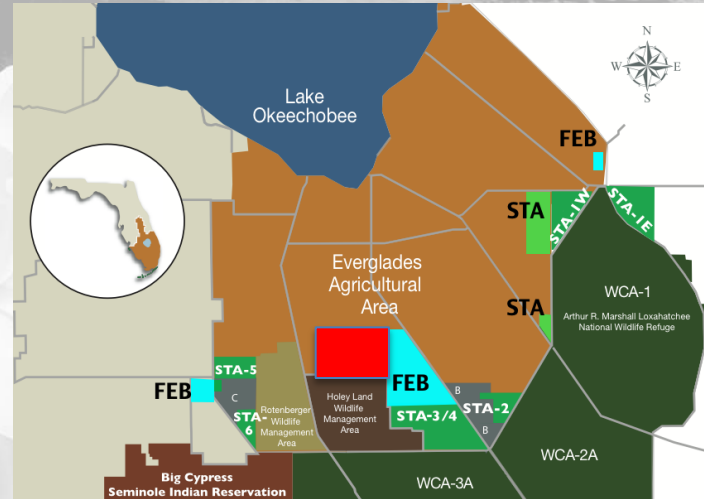 Lake
Okeechobee
N
W
E
S
FEB
STA
STA-1W
STA-1E
Everglades
Agricultural
Area
WCA-1
Arthur R. Marshall Loxahatchee
National Wildlife Refuge
STA
STA-5
FEB
C
STA-
6
Rotenberger
Wildlife
Management
Area
Holey Land
Wildlife
Management
Area
FEB
STA-3/4
B
STA-2
B
WCA-2A
WCA-3A
Big Cypress
Seminole Indian Reservation